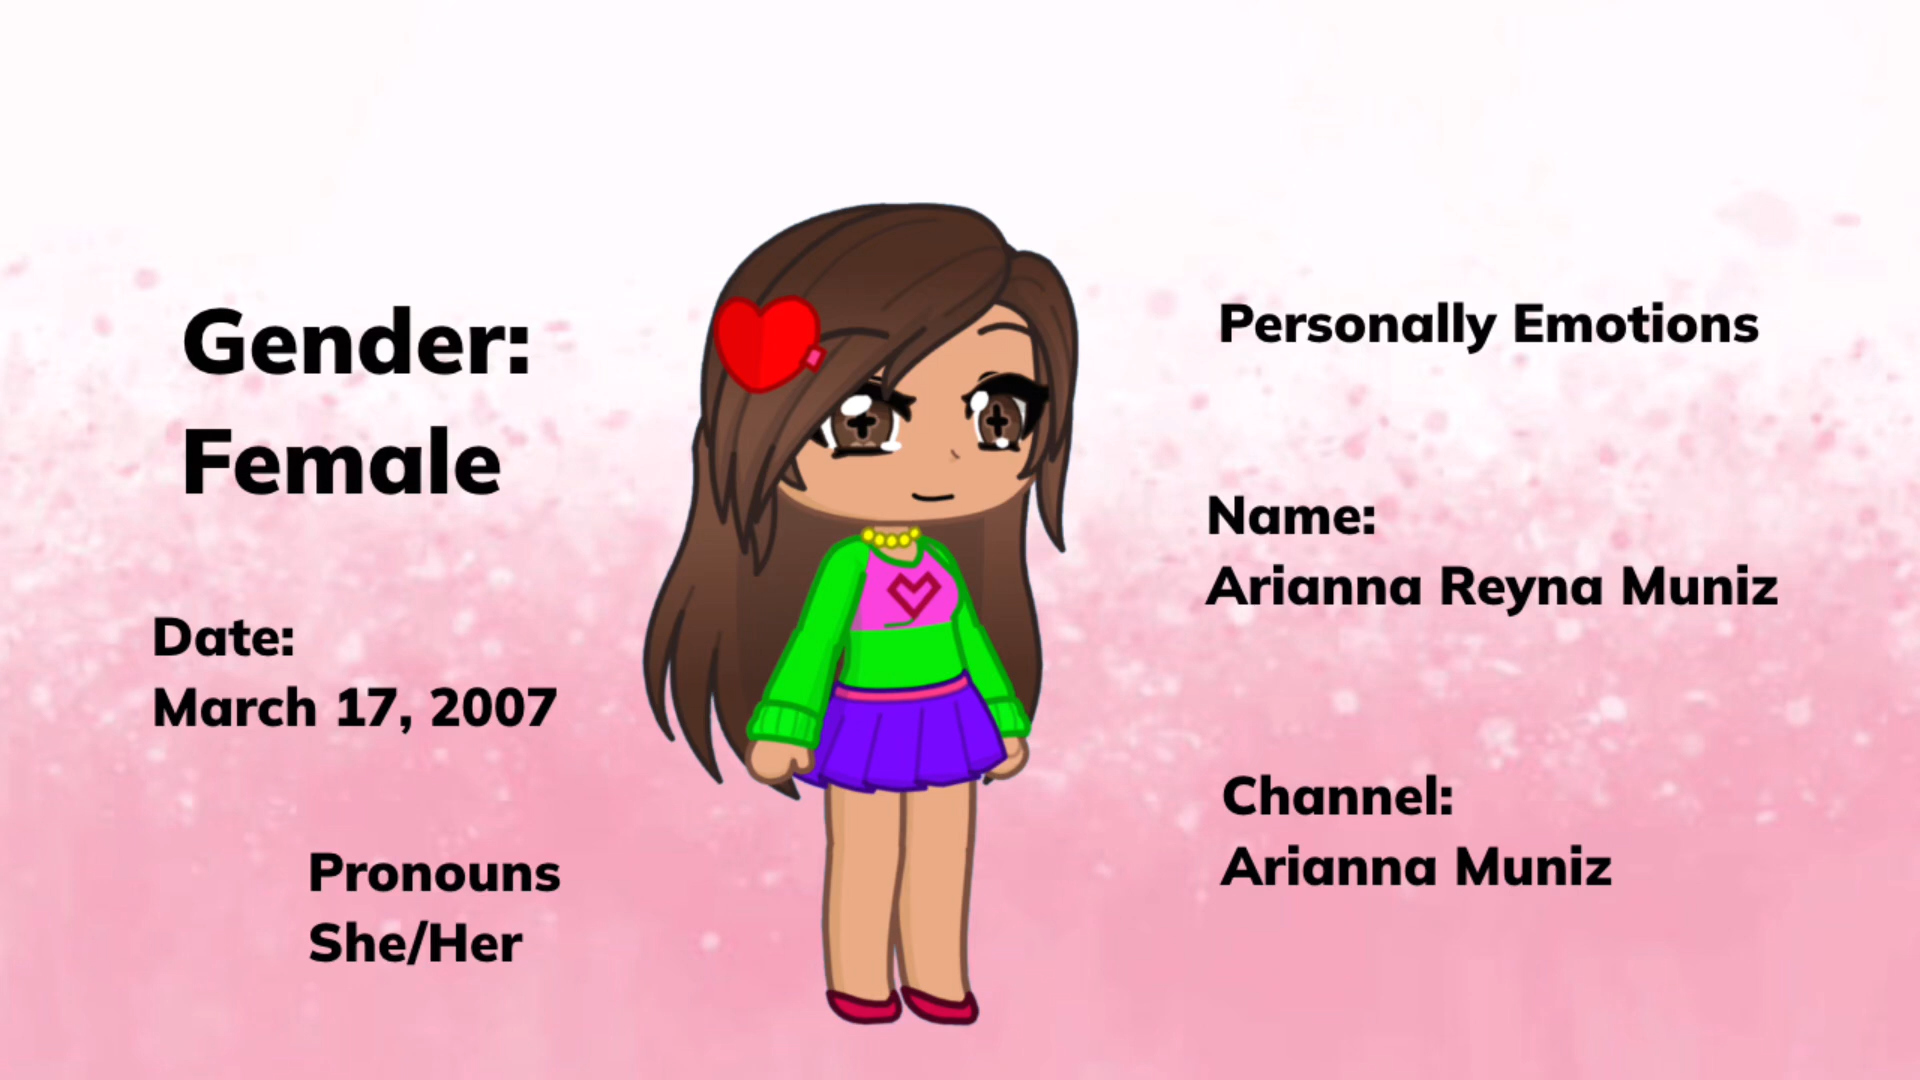 Gender:
Female
Date:
March 17, 2007
Pronouns
She/Her
Personally Emotions
Name:
Arianna Reyna Muniz
Channel:
Arianna Muniz